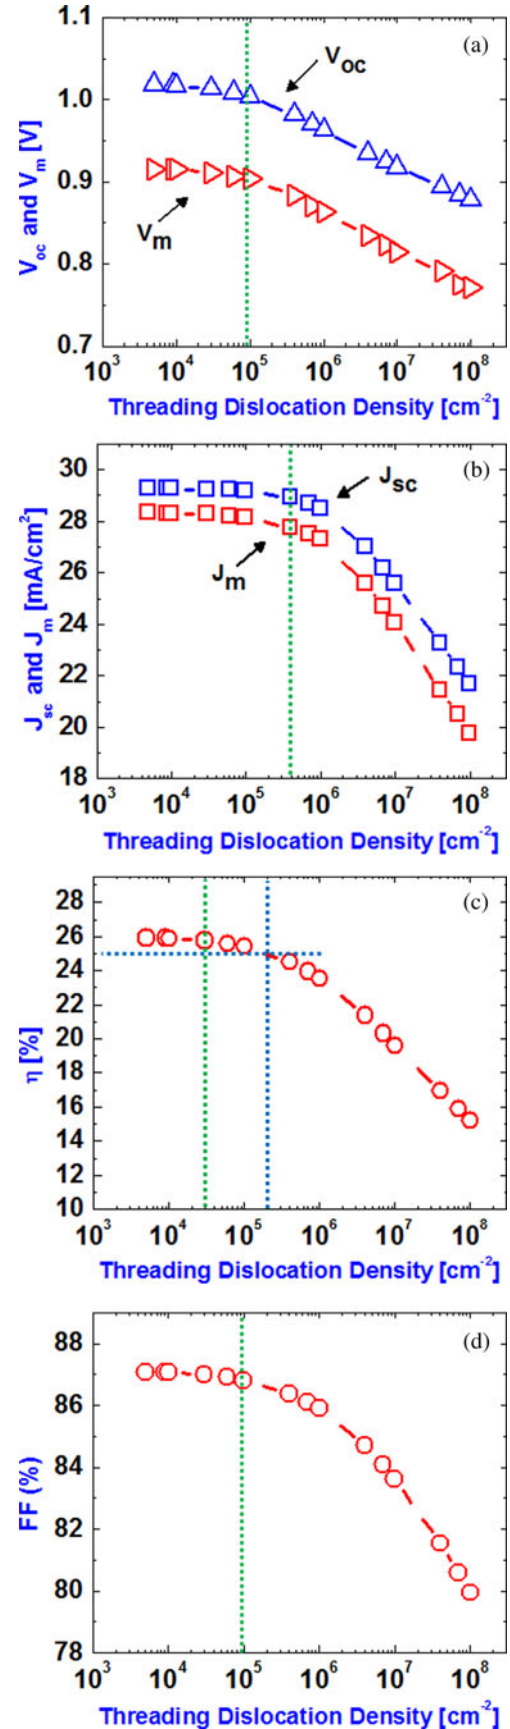 (a)
1.1
1.0
0.9
0.8
0.7
V_oc and V_m [V]
V_oc
V_m
10^3 10^4 10^5 10^6 10^7 10^8
Threading Dislocation Density [cm^-2]
(b)
30
28
26
24
22
20
18
J_sc and J_m [mA/cm^2]
J_sc
J_m
10^3 10^4 10^5 10^6 10^7 10^8
Threading Dislocation Density [cm^-2]
(c)
28
26
24
22
20
18
16
14
12
10
η [%]
10^3 10^4 10^5 10^6 10^7 10^8
Threading Dislocation Density [cm^-2]
(d)
88
86
84
82
80
78
FF (%)
10^3 10^4 10^5 10^6 10^7 10^8
Threading Dislocation Density [cm^-2]